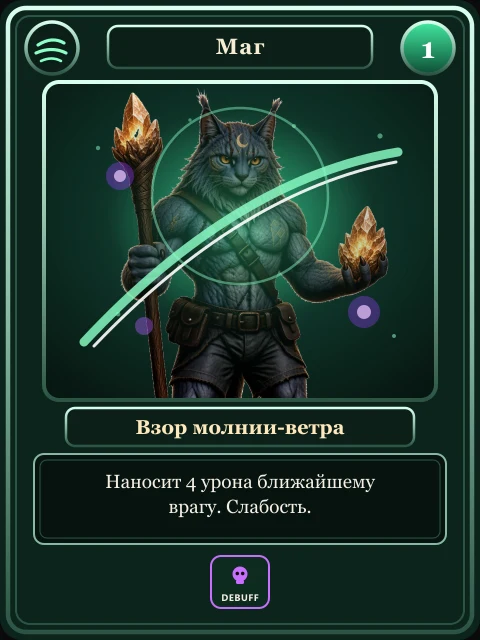 Маг
1
Взор молнии-ветра
Наносит 4 урона ближайшему
врагу. Слабость.
DEBUFF